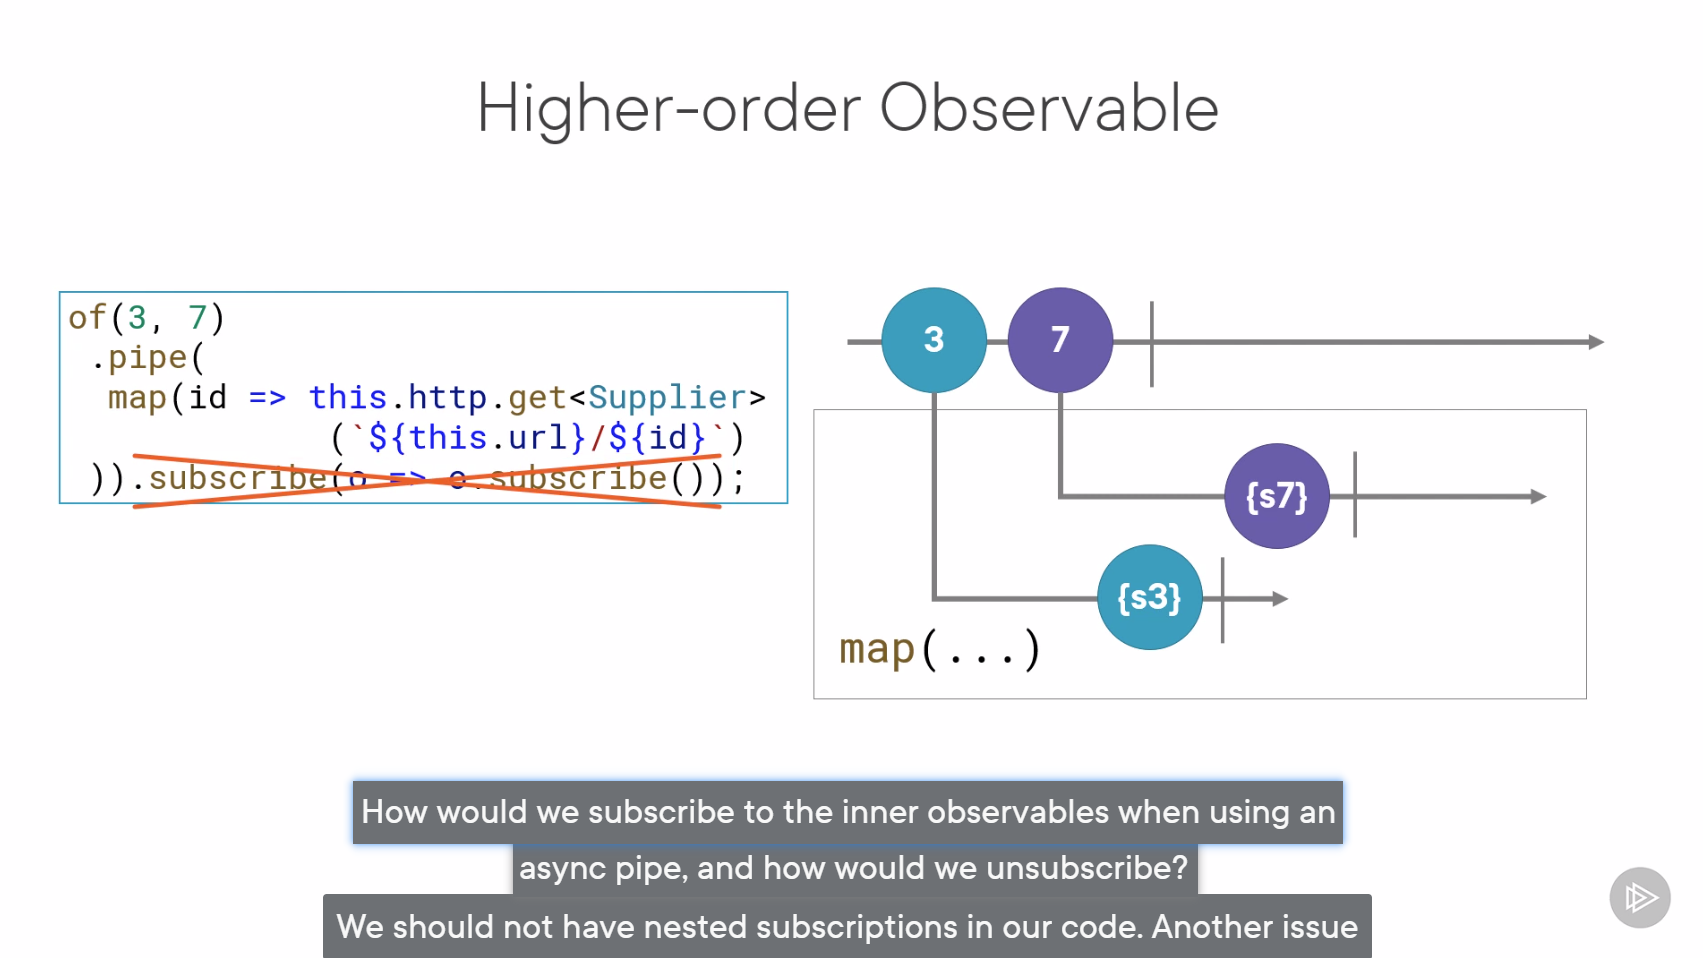 Higher-order Observable
of(3, 7)
.pipe(
map(id => this.http.get<Supplier>
(`${this.url}/${id}`)
)).subscribe(o => o.subscribe());
3
7
{s7}
{s3}
map(...)
How would we subscribe to the inner observables when using an
async pipe, and how would we unsubscribe?
We should not have nested subscriptions in our code. Another issue